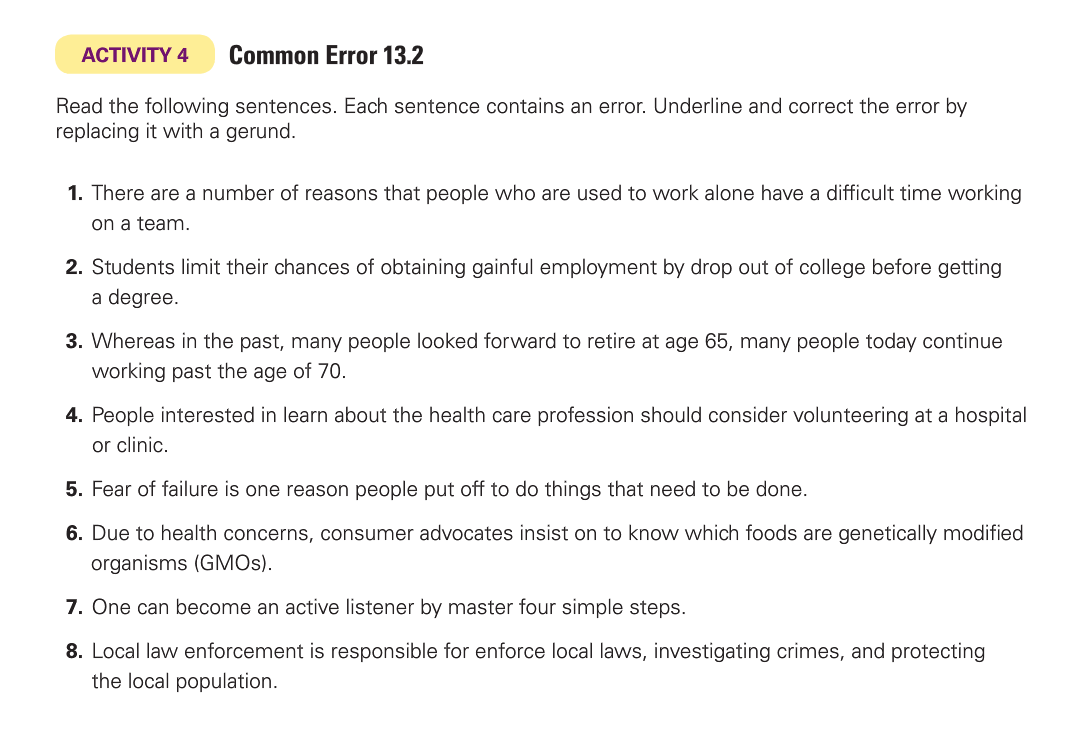 ACTIVITY 4 Common Error 13.2
Read the following sentences. Each sentence contains an error. Underline and correct the error by
replacing it with a gerund.
1. There are a number of reasons that people who are used to work alone have a difficult time working
on a team.
2. Students limit their chances of obtaining gainful employment by drop out of college before getting
a degree.
3. Whereas in the past, many people looked forward to retire at age 65, many people today continue
working past the age of 70.
4. People interested in learn about the health care profession should consider volunteering at a hospital
or clinic.
5. Fear of failure is one reason people put off to do things that need to be done.
6. Due to health concerns, consumer advocates insist on to know which foods are genetically modified
organisms (GMOs).
7. One can become an active listener by master four simple steps.
8. Local law enforcement is responsible for enforce local laws, investigating crimes, and protecting
the local population.